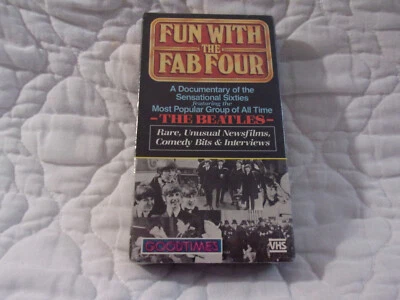 FUN WITH
THE
FAB FOUR
A Documentary of the
Sensational Sixties
featuring the
Most Popular Group of All Time
-THE BEATLES-
Rare, Unusual Newsfilms,
Comedy Bits & Interviews
GOODTIMES
VHS